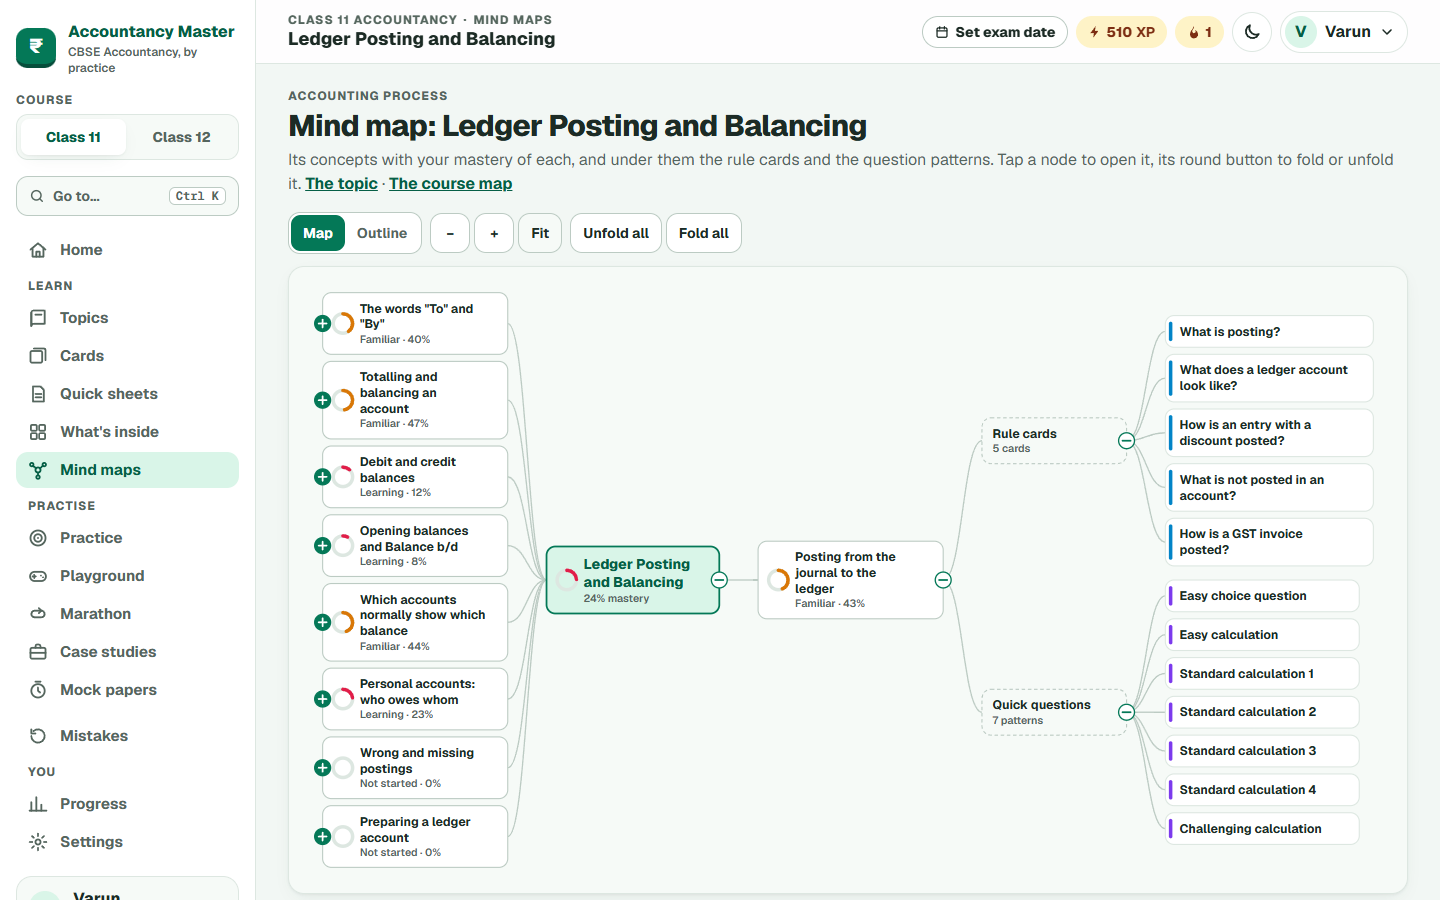 Accountancy Master
CBSE Accountancy, by
practice
COURSE
Class 11
Class 12
Go to...
Ctrl K
Home
LEARN
Topics
Cards
Quick sheets
What's inside
Mind maps
PRACTISE
Practice
Playground
Marathon
Case studies
Mock papers
Mistakes
YOU
Progress
Settings
Varun
CLASS 11 ACCOUNTANCY · MIND MAPS
Ledger Posting and Balancing
Set exam date
510 XP
1
V
Varun
ACCOUNTING PROCESS
Mind map: Ledger Posting and Balancing
Its concepts with your mastery of each, and under them the rule cards and the question patterns. Tap a node to open it, its round button to fold or unfold
it. The topic · The course map
Map
Outline
−
+
Fit
Unfold all
Fold all
The words "To" and
"By"
Familiar · 40%
Totalling and
balancing an
account
Familiar · 47%
Debit and credit
balances
Learning · 12%
Opening balances
and Balance b/d
Learning · 8%
Which accounts
normally show which
balance
Familiar · 44%
Personal accounts:
who owes whom
Learning · 23%
Wrong and missing
postings
Not started · 0%
Preparing a ledger
account
Not started · 0%
Ledger Posting
and Balancing
24% mastery
Posting from the
journal to the
ledger
Familiar · 43%
Rule cards
5 cards
What is posting?
What does a ledger account
look like?
How is an entry with a
discount posted?
What is not posted in an
account?
How is a GST invoice
posted?
Quick questions
7 patterns
Easy choice question
Easy calculation
Standard calculation 1
Standard calculation 2
Standard calculation 3
Standard calculation 4
Challenging calculation